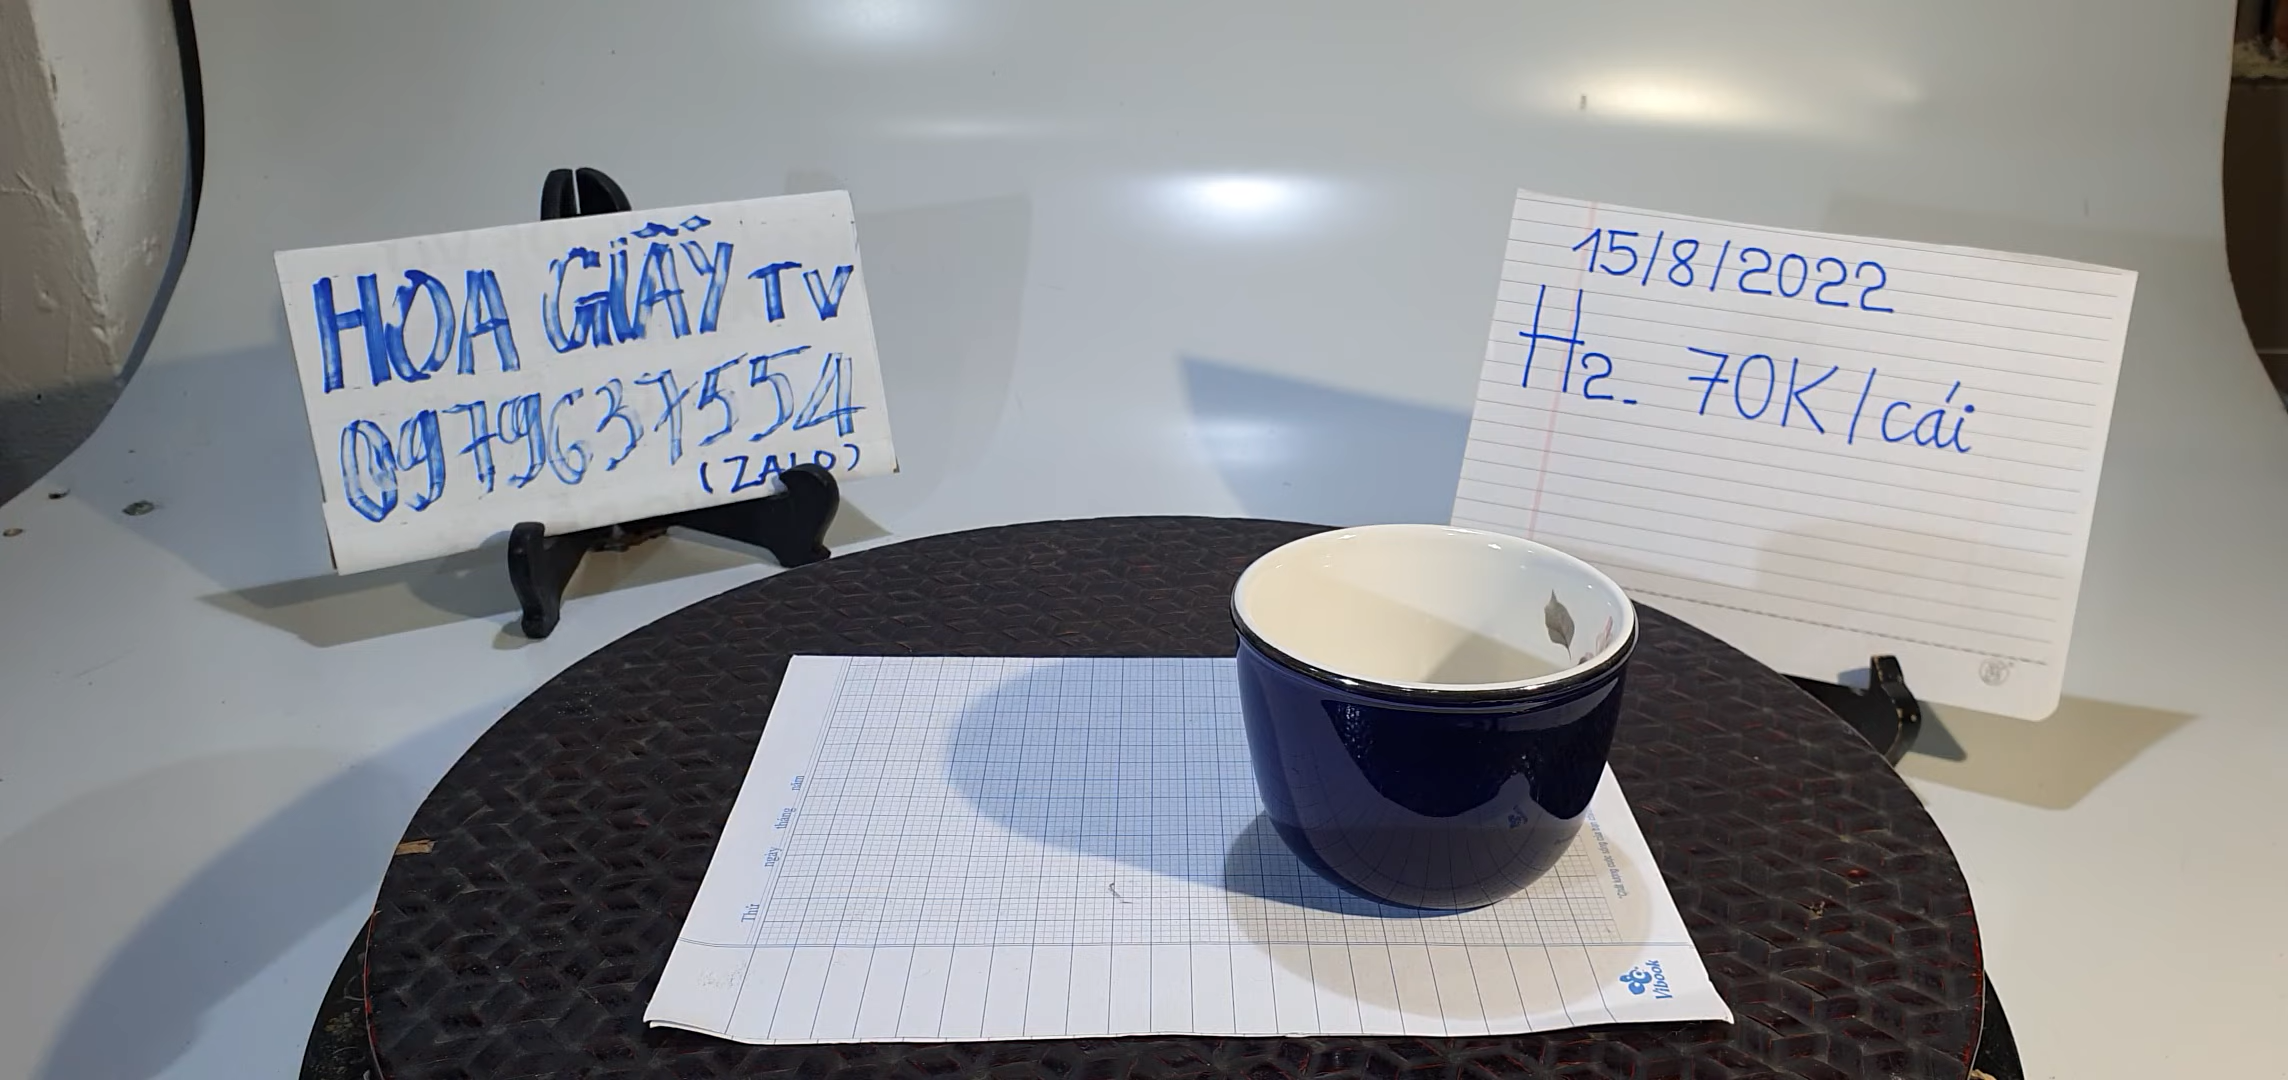 HOA GIẤY TV
0979637554
(ZALO)
15/8/2022
H2. 70K/cái
Thứ ngày tháng năm
Vibook